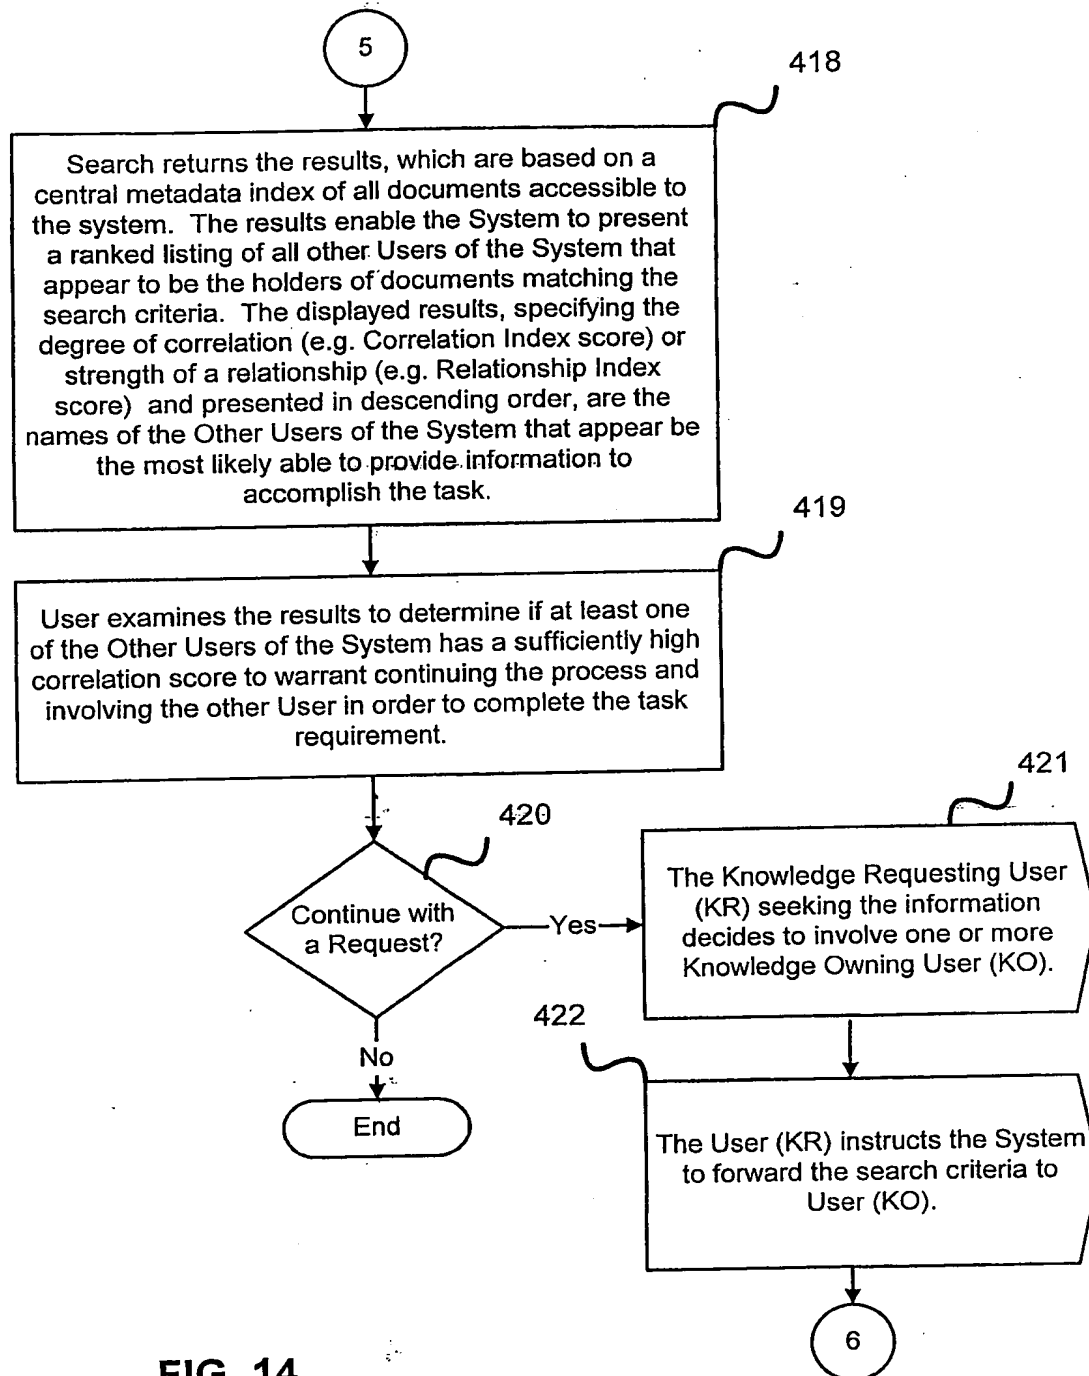 5
418
Search returns the results, which are based on a
central metadata index of all documents accessible to
the system. The results enable the System to present
a ranked listing of all other Users of the System that
appear to be the holders of documents matching the
search criteria. The displayed results, specifying the
degree of correlation (e.g. Correlation Index score) or
strength of a relationship (e.g. Relationship Index
score) and presented in descending order, are the
names of the Other Users of the System that appear be
the most likely able to provide information to
accomplish the task.
419
User examines the results to determine if at least one
of the Other Users of the System has a sufficiently high
correlation score to warrant continuing the process and
involving the other User in order to complete the task
requirement.
420
Continue with
a Request?
Yes
No
End
421
The Knowledge Requesting User
(KR) seeking the information
decides to involve one or more
Knowledge Owning User (KO).
422
The User (KR) instructs the System
to forward the search criteria to
User (KO).
6
FIG. 14